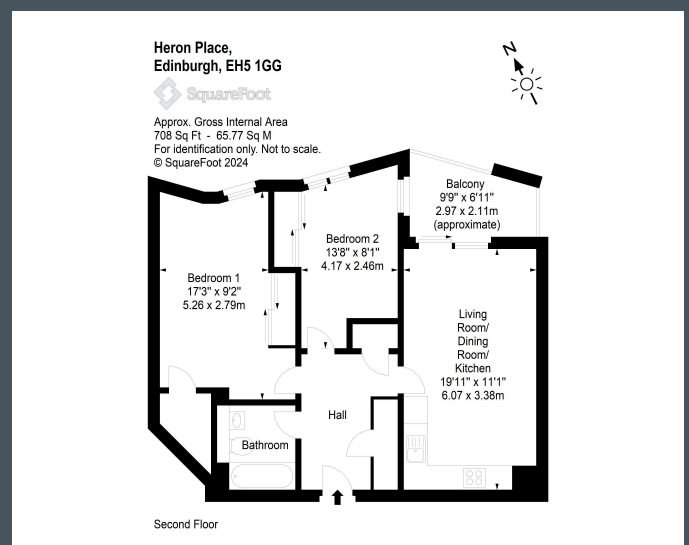 Heron Place,
Edinburgh, EH5 1GG
SquareFoot
Approx. Gross Internal Area
708 Sq Ft - 65.77 Sq M
For identification only. Not to scale.
© SquareFoot 2024
N
Balcony
9'9" x 6'11"
2.97 x 2.11m
(approximate)
Bedroom 2
13'8" x 8'1"
4.17 x 2.46m
Bedroom 1
17'3" x 9'2"
5.26 x 2.79m
Living
Room/
Dining
Room/
Kitchen
19'11" x 11'1"
6.07 x 3.38m
Hall
Bathroom
Second Floor